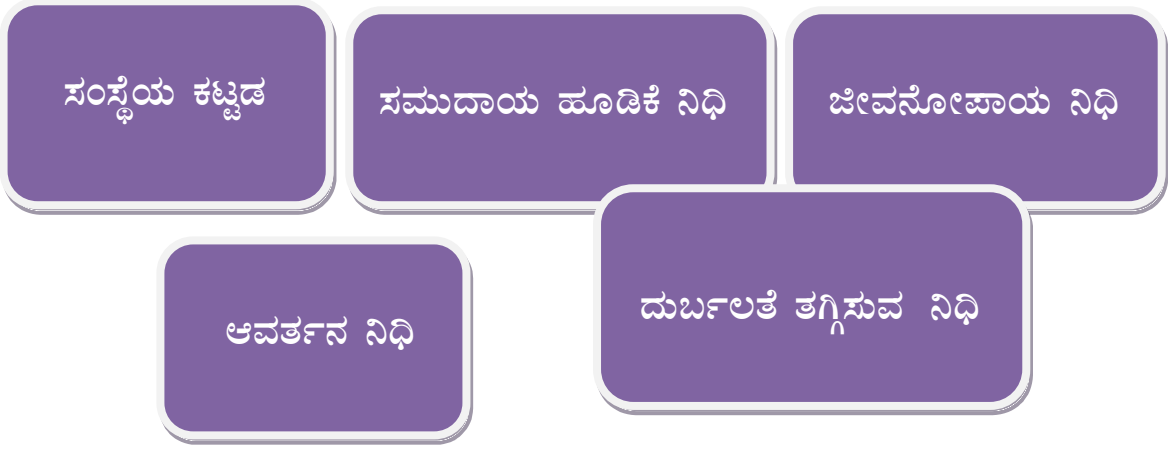 ಸಂಸ್ಥೆಯ ಕಟ್ಟಡ
ಸಮುದಾಯ ಹೂಡಿಕೆ ನಿಧಿ
ಜೀವನೋಪಾಯ ನಿಧಿ
ಆವರ್ತನ ನಿಧಿ
ದುರ್ಬಲತೆ ತಗ್ಗಿಸುವ ನಿಧಿ